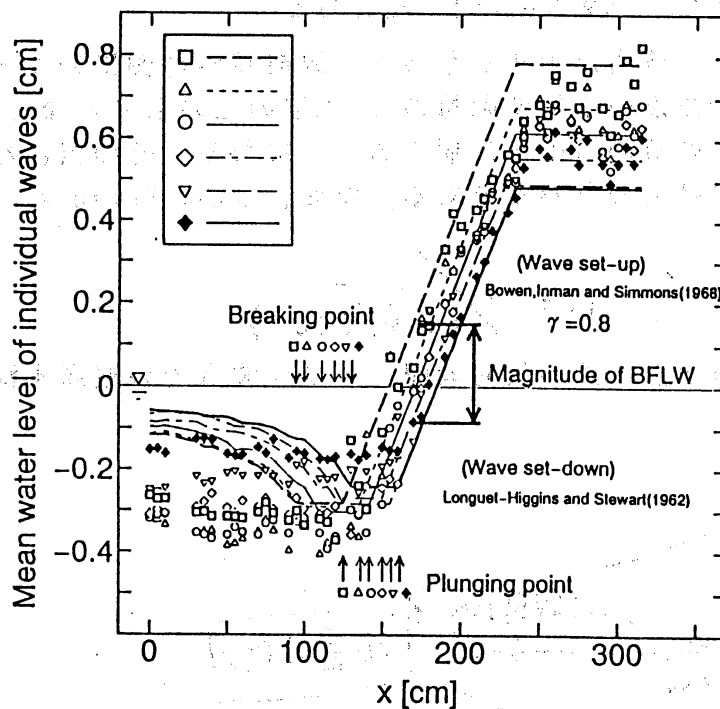 Mean water level of individual waves [cm]
0.8
0.6
0.4
0.2
0
−0.2
−0.4
(Wave set-up)
Bowen,Inman and Simmons(1968)
γ =0.8
Breaking point
Magnitude of BFLW
(Wave set-down)
Longuet-Higgins and Stewart(1962)
Plunging point
0 100 200 300
x [cm]